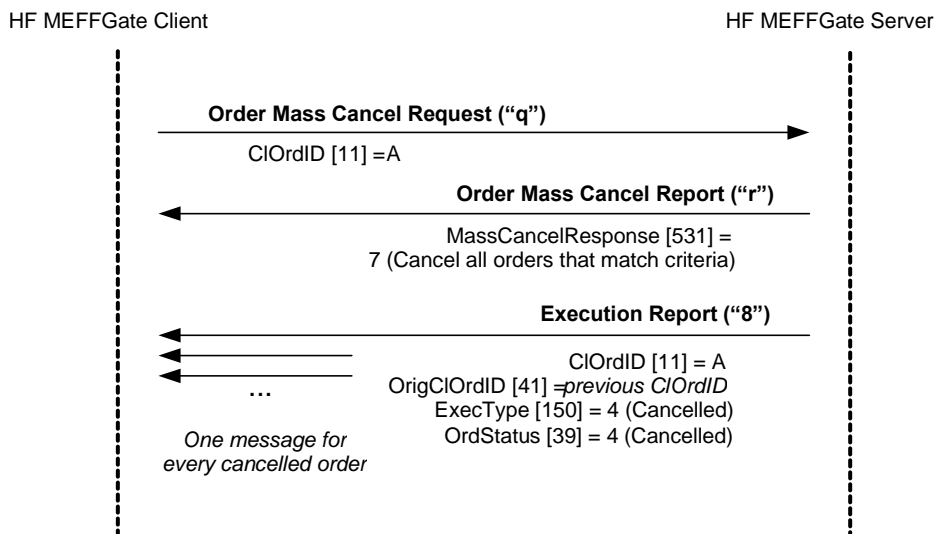 HF MEFFGate Client
HF MEFFGate Server
Order Mass Cancel Request (“q”)
ClOrdID [11] =A
Order Mass Cancel Report (“r”)
MassCancelResponse [531] =
7 (Cancel all orders that match criteria)
Execution Report (“8”)
ClOrdID [11] = A
OrigClOrdID [41] =previous ClOrdID
...
ExecType [150] = 4 (Cancelled)
OrdStatus [39] = 4 (Cancelled)
One message for
every cancelled order